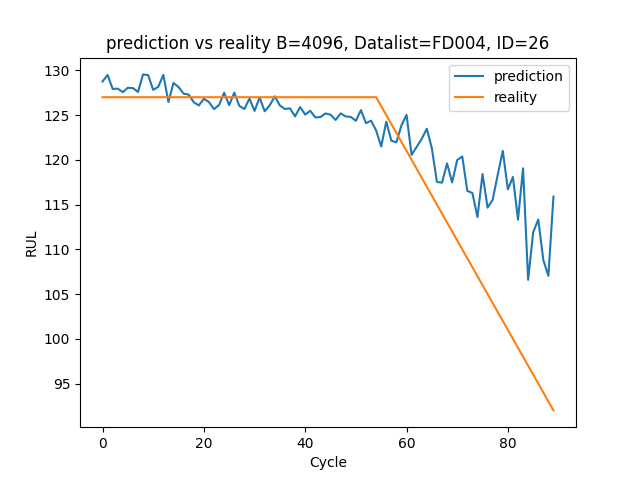 prediction vs reality B=4096, Datalist=FD004, ID=26
prediction
reality
RUL
130
125
120
115
110
105
100
95
0 20 40 60 80
Cycle